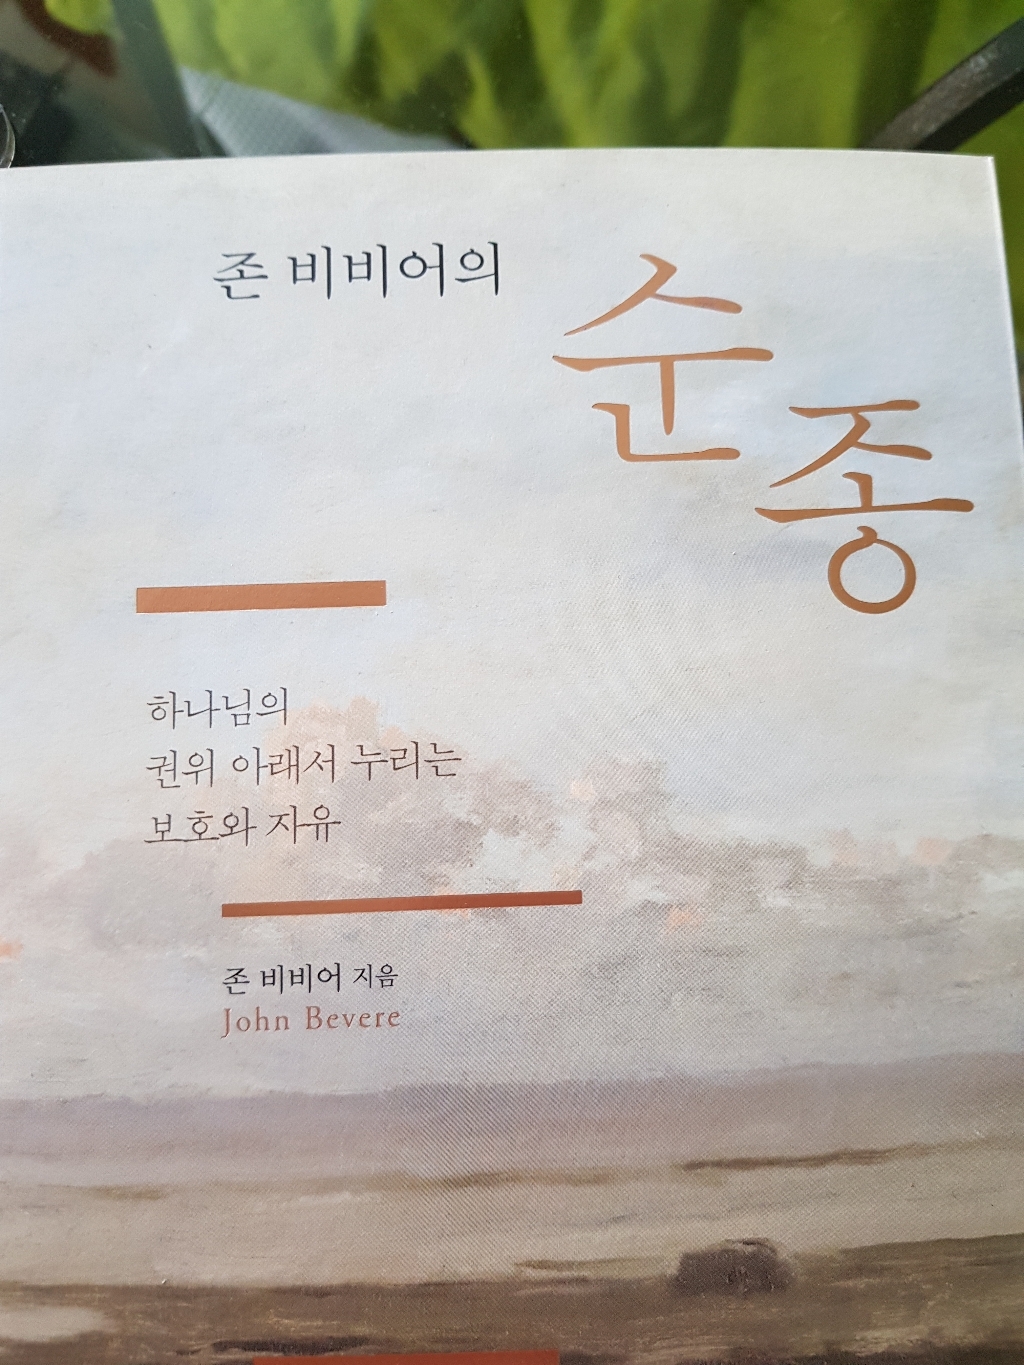 존 비비어의
순종
하나님의
권위 아래서 누리는
보호와 자유
존 비비어 지음
John Bevere